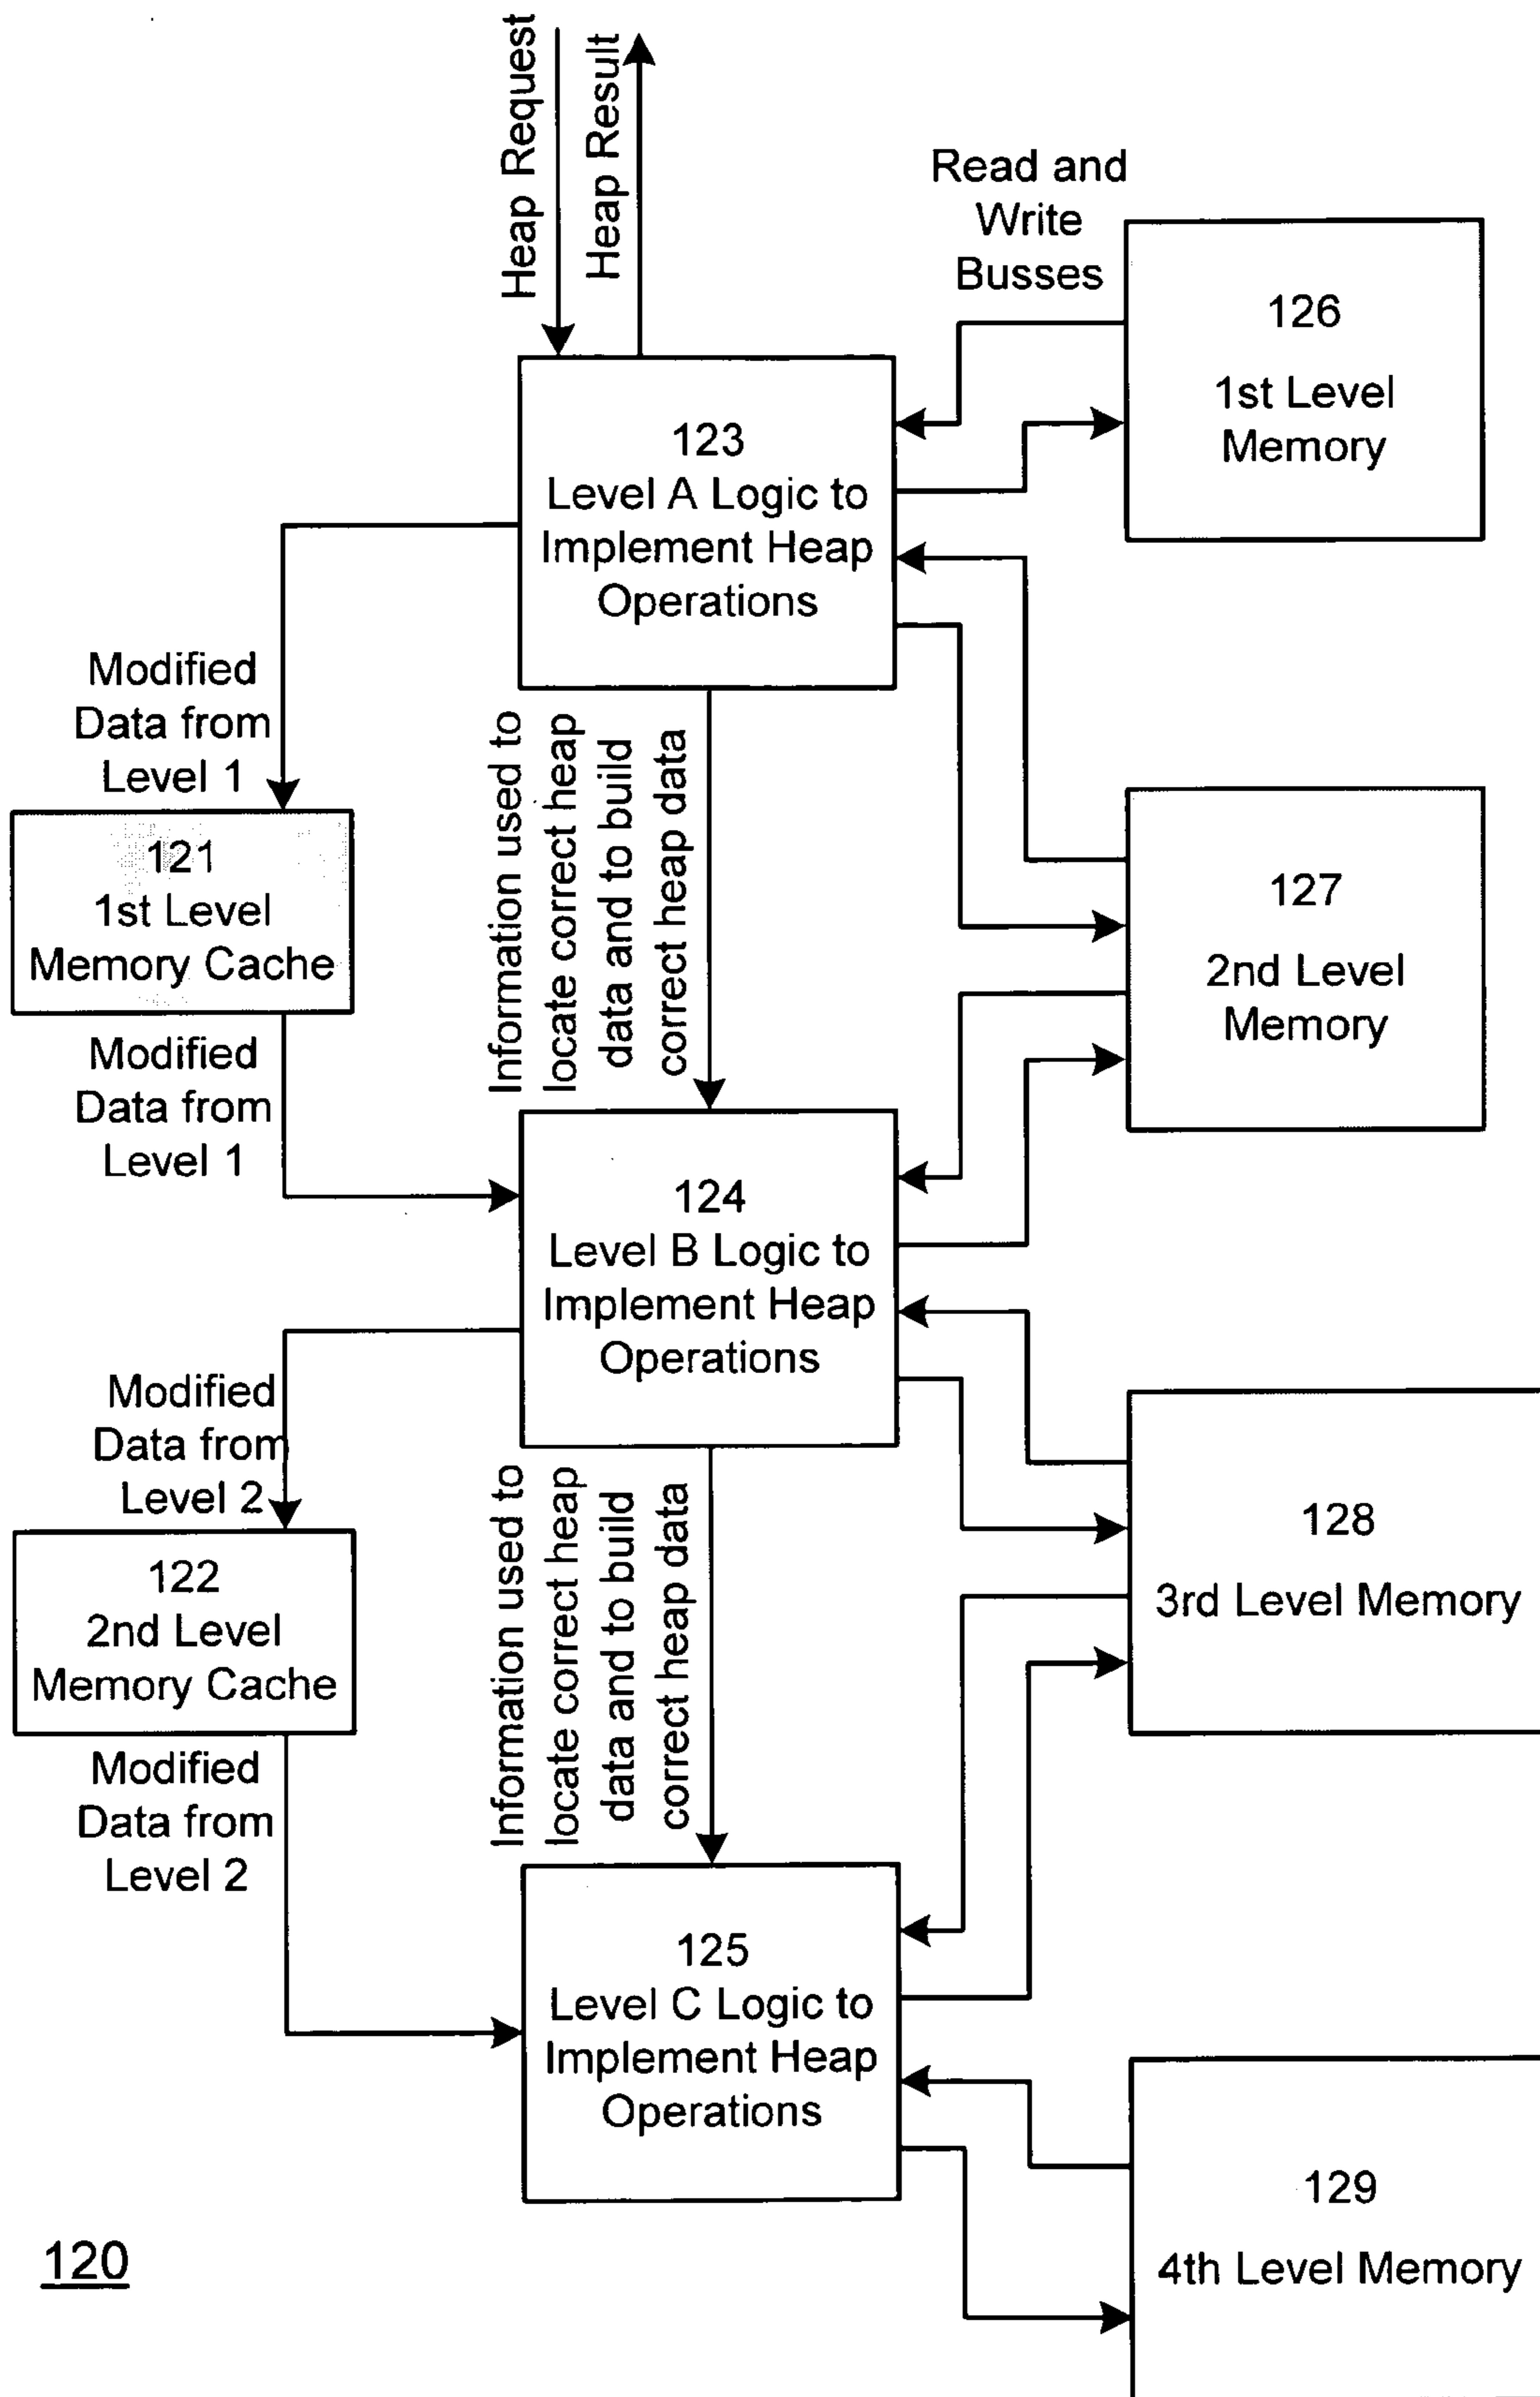 Heap Request
Heap Result
Read and
Write
Busses
126
1st Level
Memory
123
Level A Logic to
Implement Heap
Operations
Modified
Data from
Level 1
Information used to
locate correct heap
data and to build
correct heap data
121
1st Level
Memory Cache
127
2nd Level
Memory
Modified
Data from
Level 1
124
Level B Logic to
Implement Heap
Operations
Modified
Data from
Level 2
Information used to
locate correct heap
data and to build
correct heap data
128
3rd Level Memory
122
2nd Level
Memory Cache
Modified
Data from
Level 2
125
Level C Logic to
Implement Heap
Operations
129
4th Level Memory
120